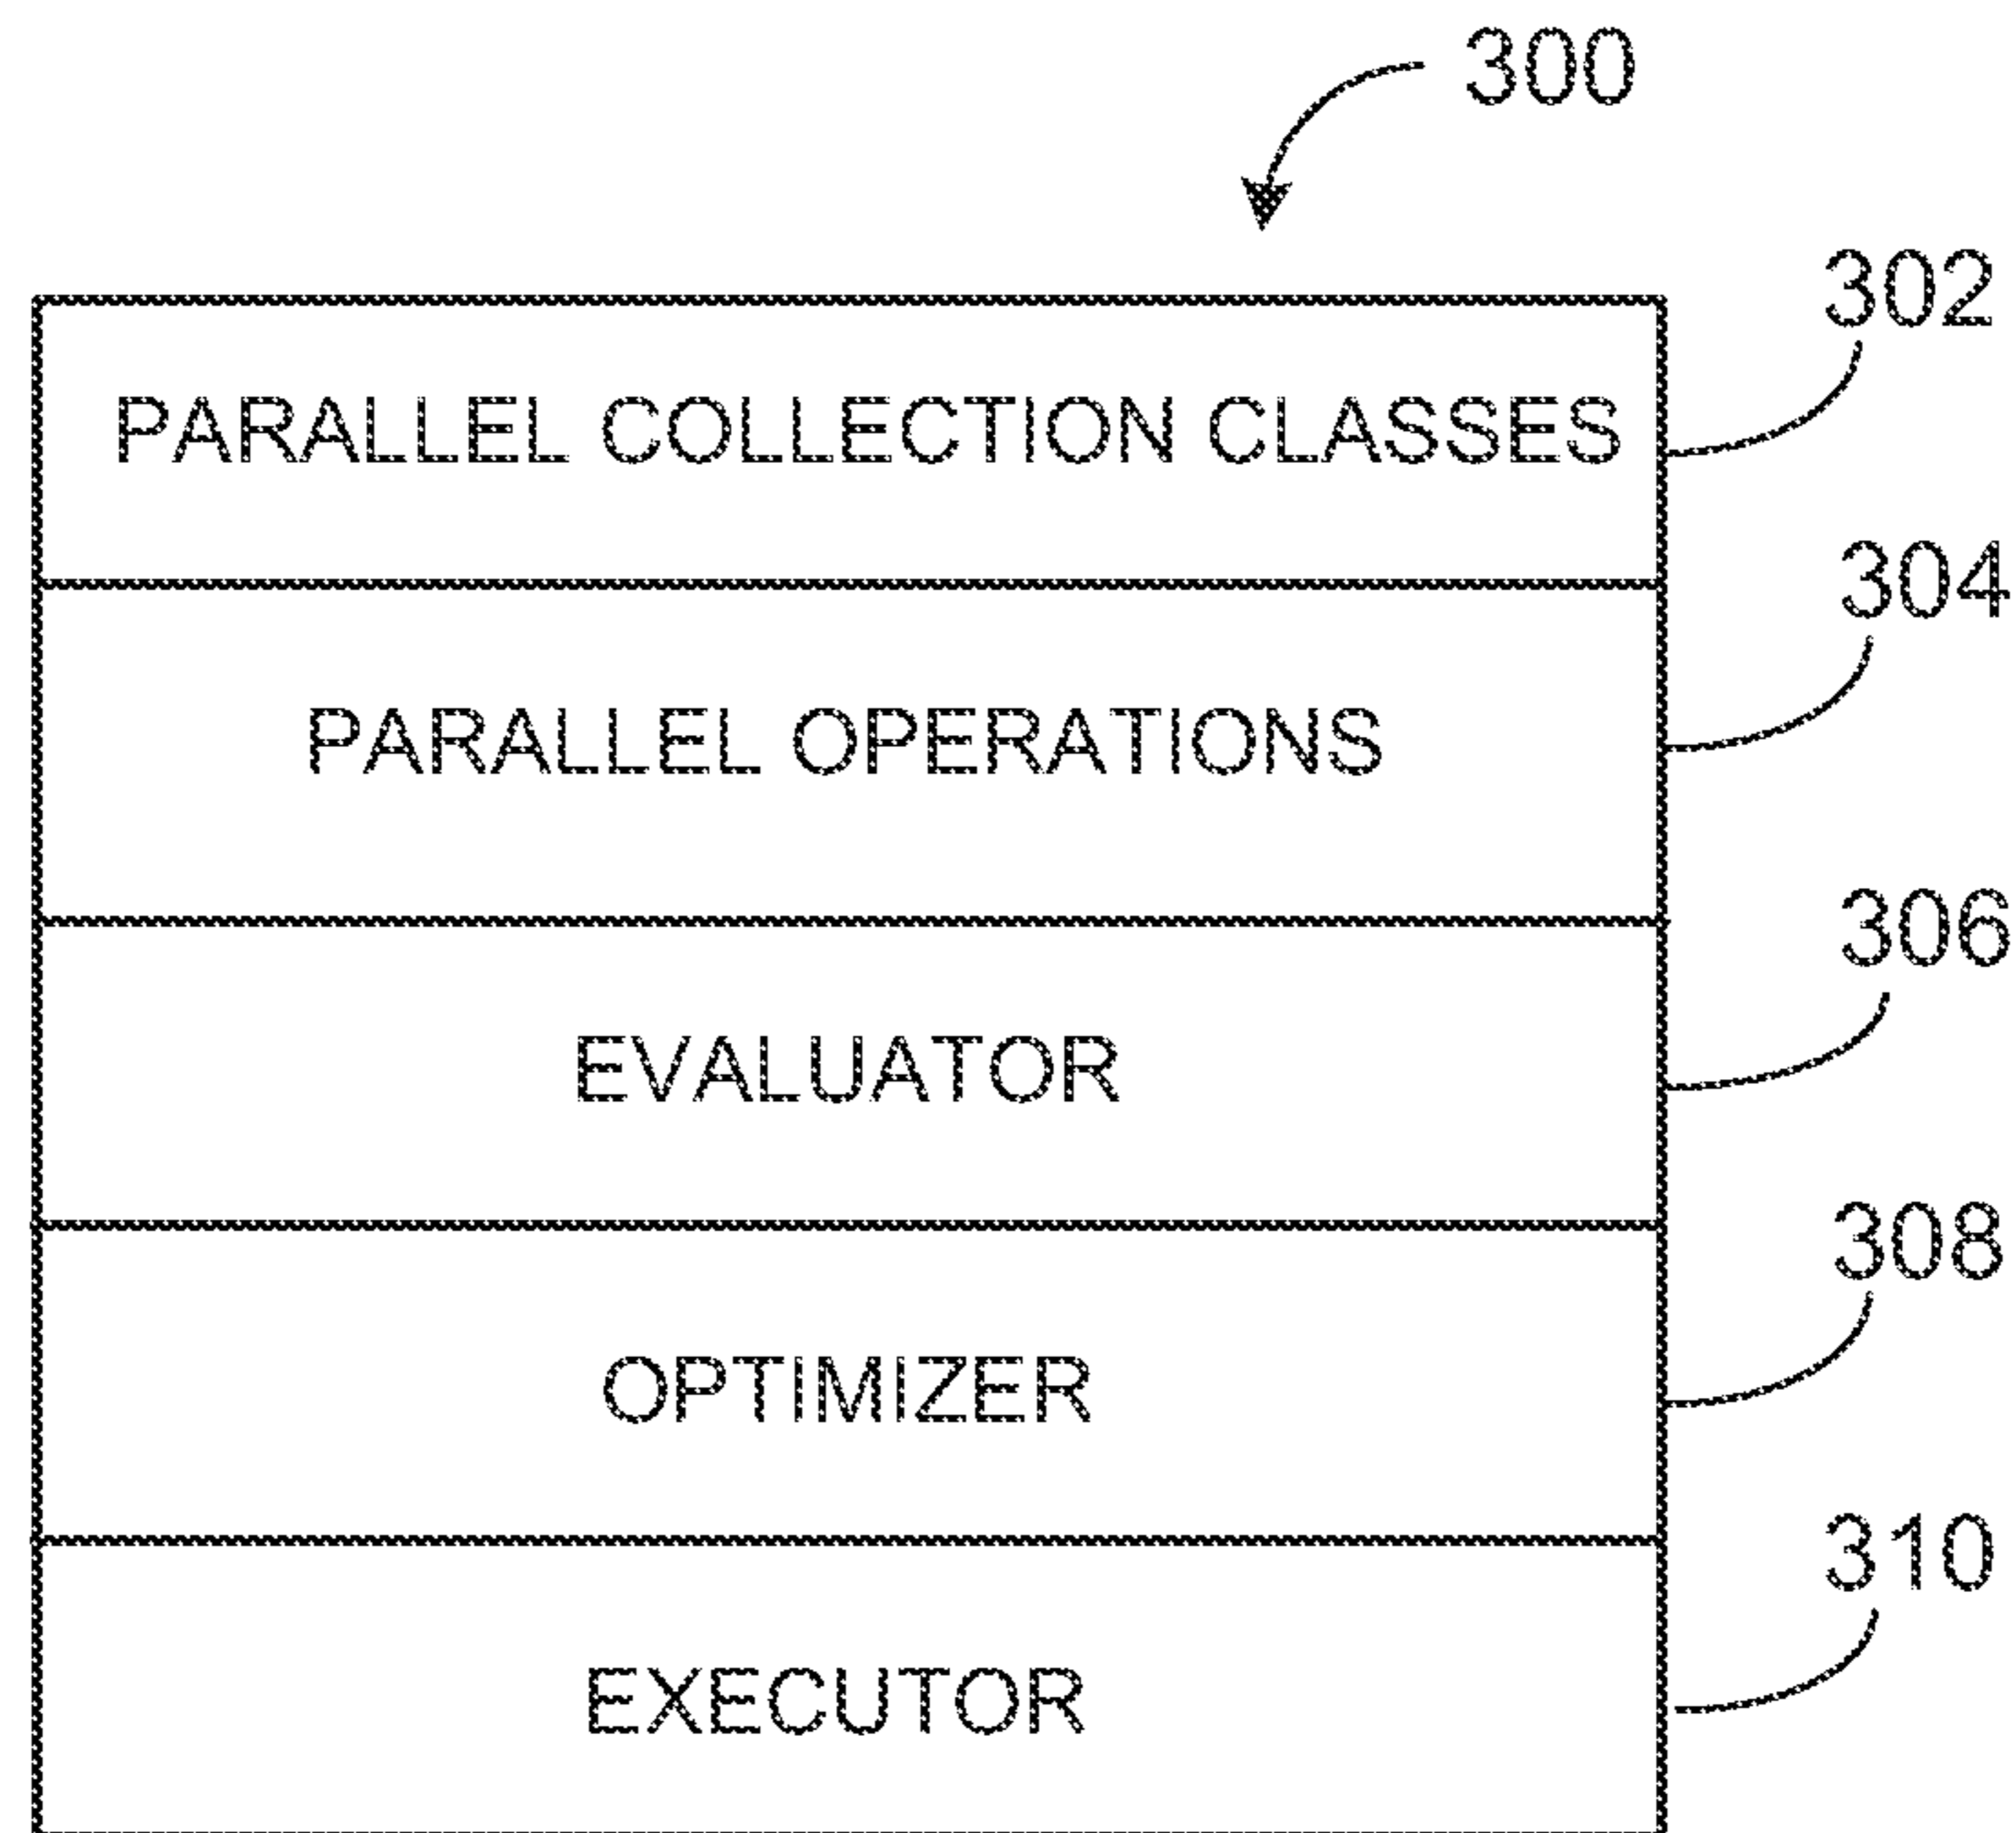 300
302
PARALLEL COLLECTION CLASSES
304
PARALLEL OPERATIONS
306
EVALUATOR
308
OPTIMIZER
310
EXECUTOR